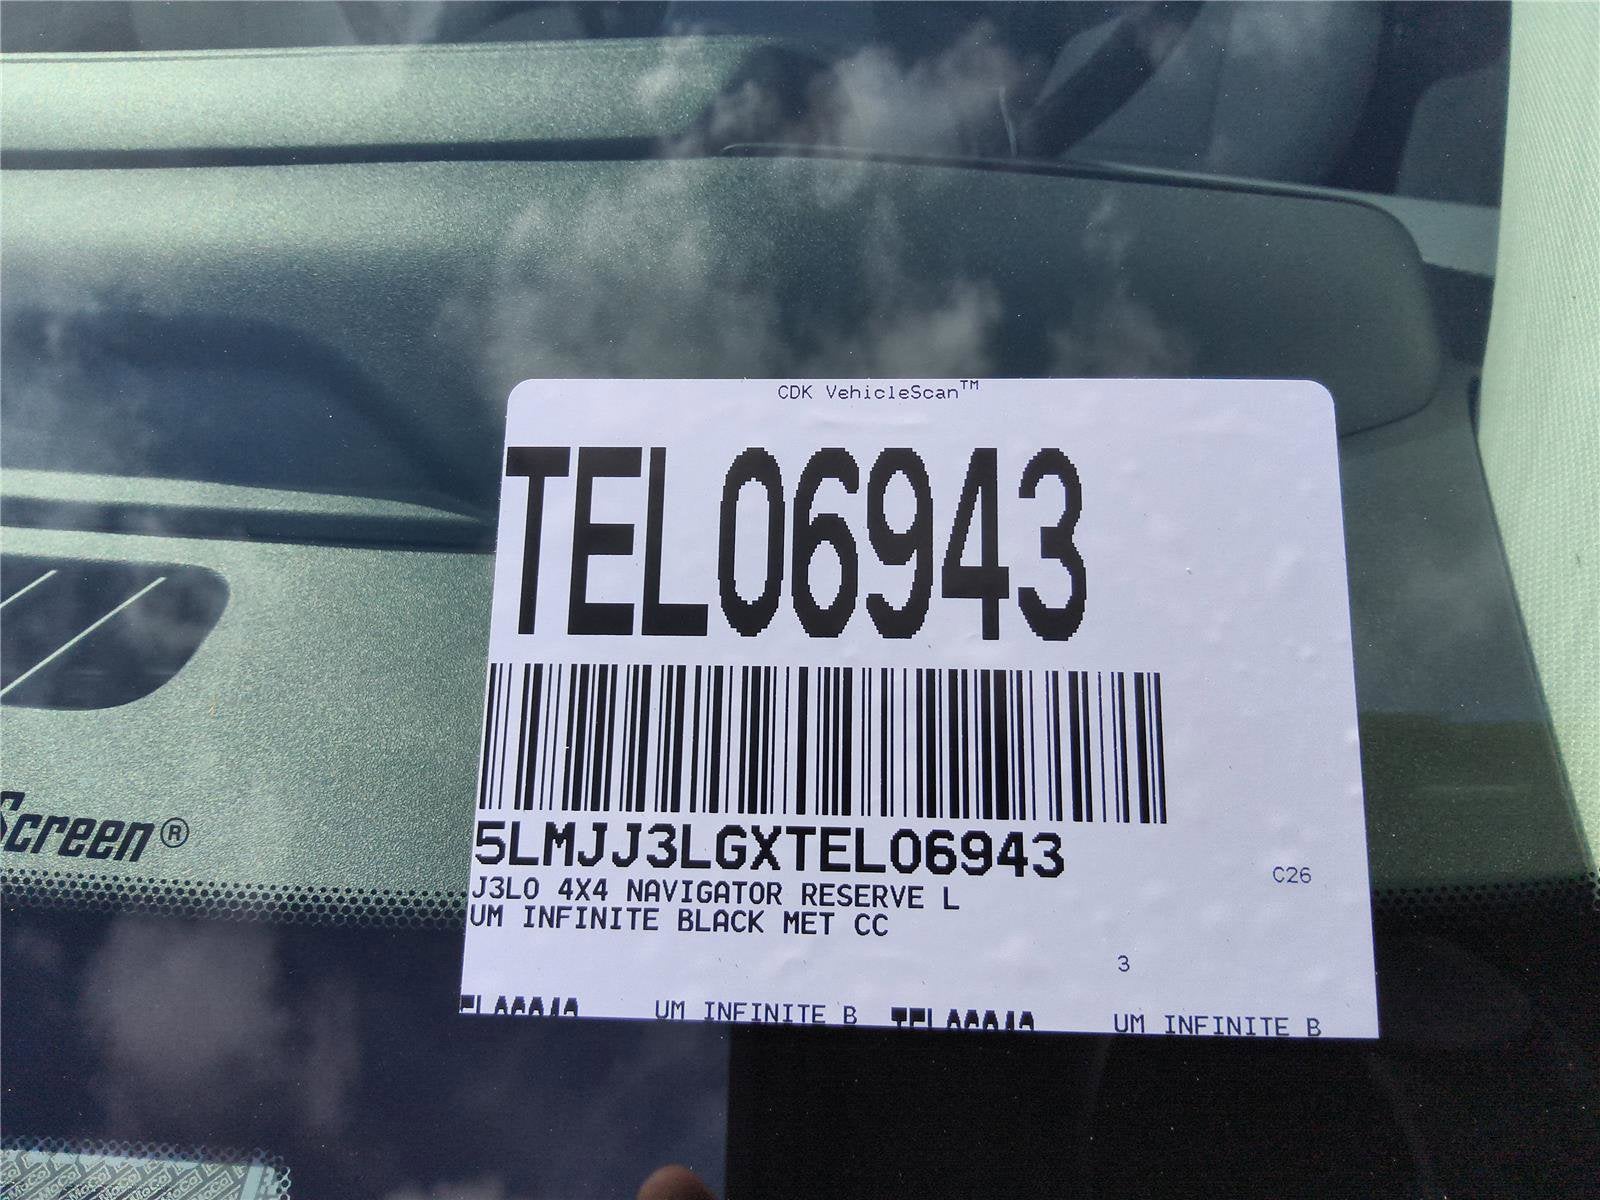 CDK VehicleScan™
TEL06943
5LMJJ3LGXTEL06943
J3L0 4X4 NAVIGATOR RESERVE L
C26
UM INFINITE BLACK MET CC
3
UM INFINITE B
UM INFINITE B
Screen®